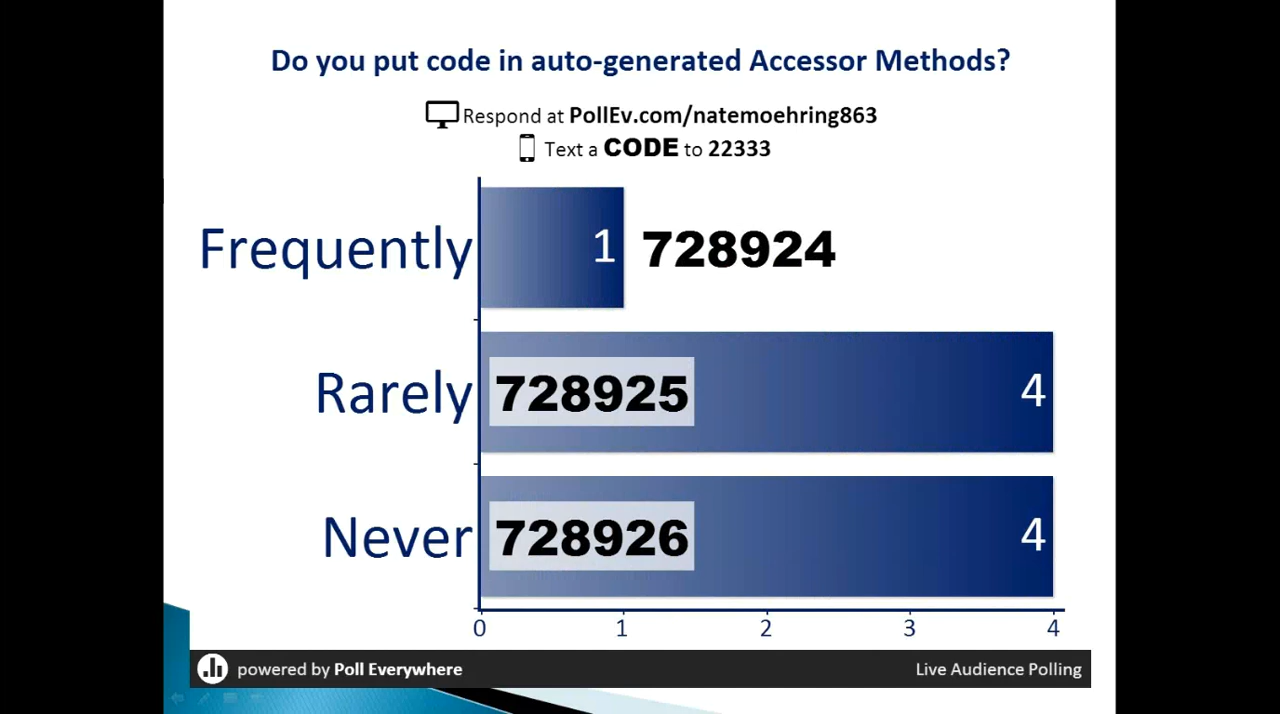 Do you put code in auto-generated Accessor Methods?
Respond at PollEv.com/natemoehring863
Text a CODE to 22333
Frequently 1 728924
Rarely 728925 4
Never 728926 4
0 1 2 3 4
powered by Poll Everywhere Live Audience Polling